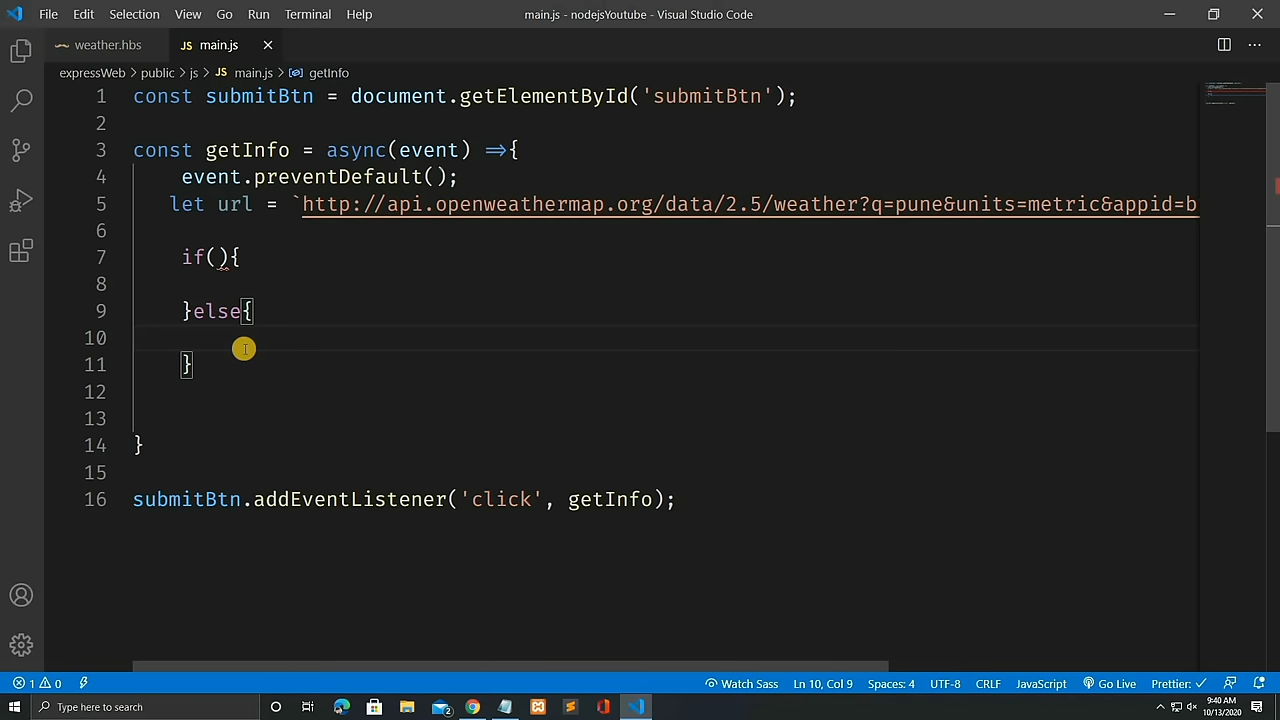 File Edit Selection View Go Run Terminal Help
main.js - nodejsYoutube - Visual Studio Code
weather.hbs JS main.js
expressWeb > public > js > JS main.js > getInfo
1 const submitBtn = document.getElementById('submitBtn');
2
3 const getInfo = async(event) =>{
4 event.preventDefault();
5 let url = `http://api.openweathermap.org/data/2.5/weather?q=pune&units=metric&appid=b
6
7 if(){
8
9 }else{
10
11 }
12
13
14 }
15
16 submitBtn.addEventListener('click', getInfo);
1 0 Watch Sass Ln 10, Col 9 Spaces: 4 UTF-8 CRLF JavaScript Go Live Prettier: ✓
Type here to search 2 9:40 AM
10/13/2020